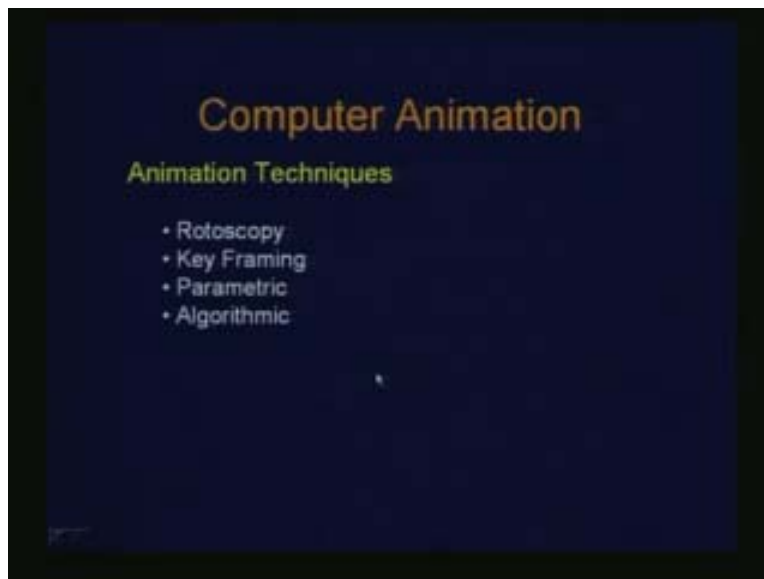 Computer Animation
Animation Techniques
• Rotoscopy
• Key Framing
• Parametric
• Algorithmic